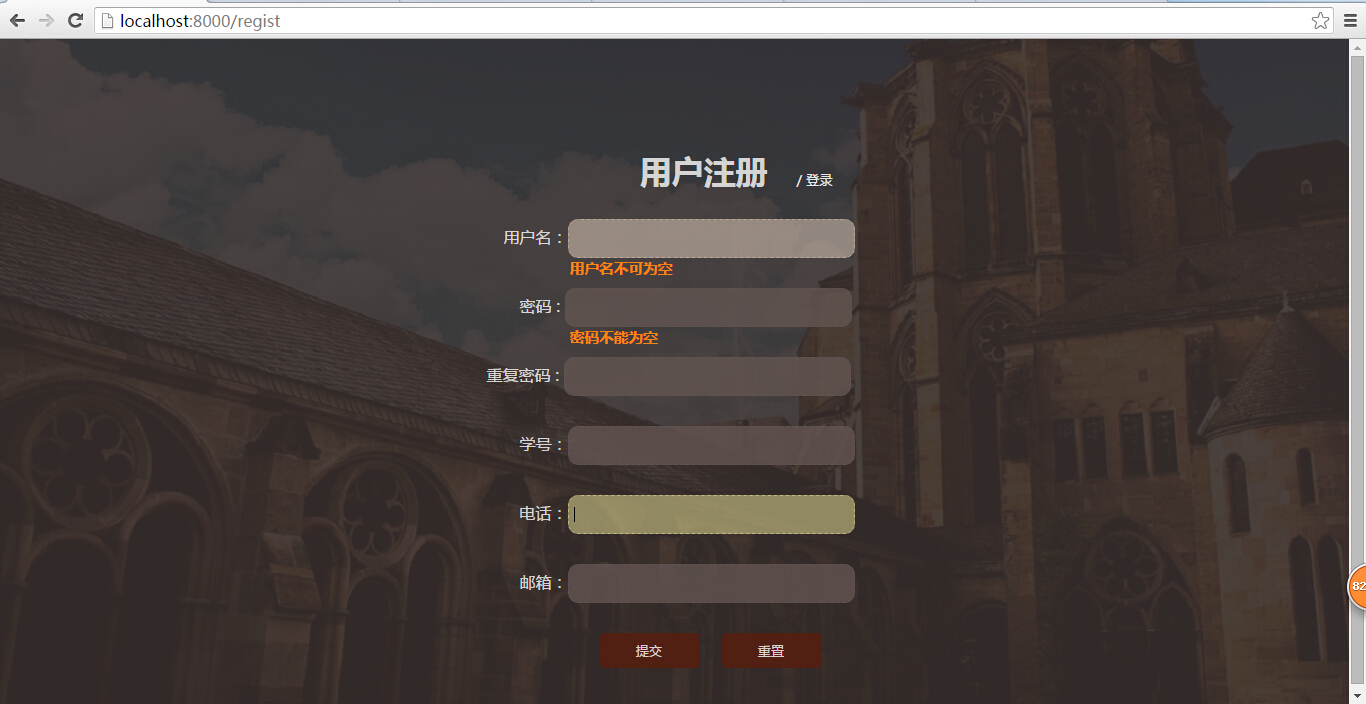 localhost:8000/regist
用户注册 / 登录
用户名：
用户名不可为空
密码：
密码不能为空
重复密码：
学号：
电话：
邮箱：
提交 重置
82